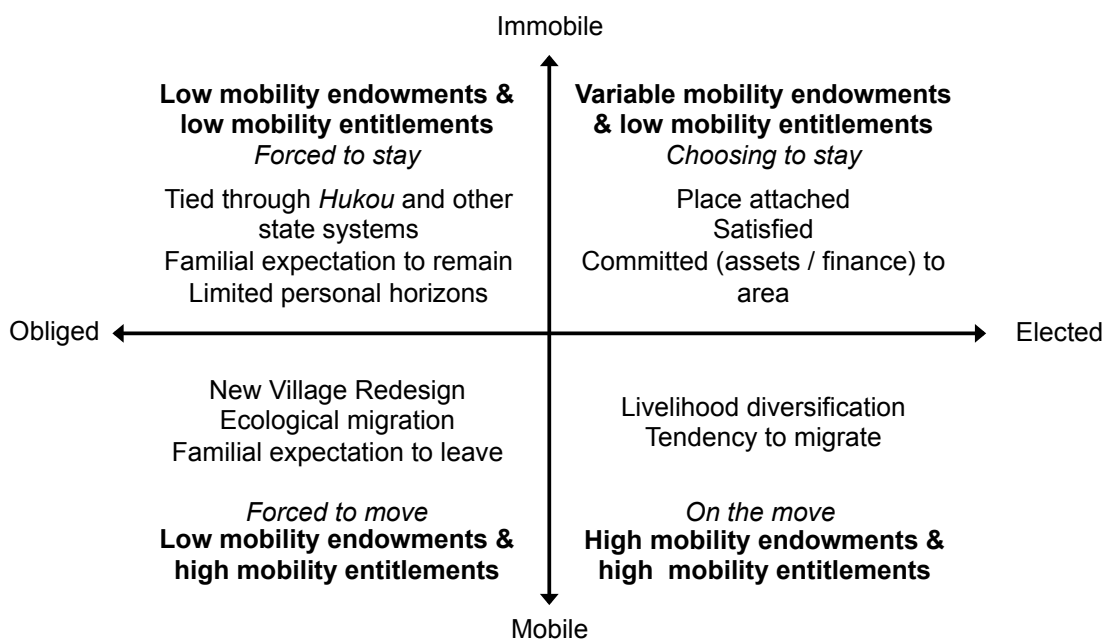 Immobile
Low mobility endowments &
low mobility entitlements
Forced to stay
Tied through Hukou and other
state systems
Familial expectation to remain
Limited personal horizons
Variable mobility endowments
& low mobility entitlements
Choosing to stay
Place attached
Satisfied
Committed (assets / finance) to
area
Obliged
Elected
New Village Redesign
Ecological migration
Familial expectation to leave
Forced to move
Low mobility endowments &
high mobility entitlements
Livelihood diversification
Tendency to migrate
On the move
High mobility endowments &
high  mobility entitlements
Mobile